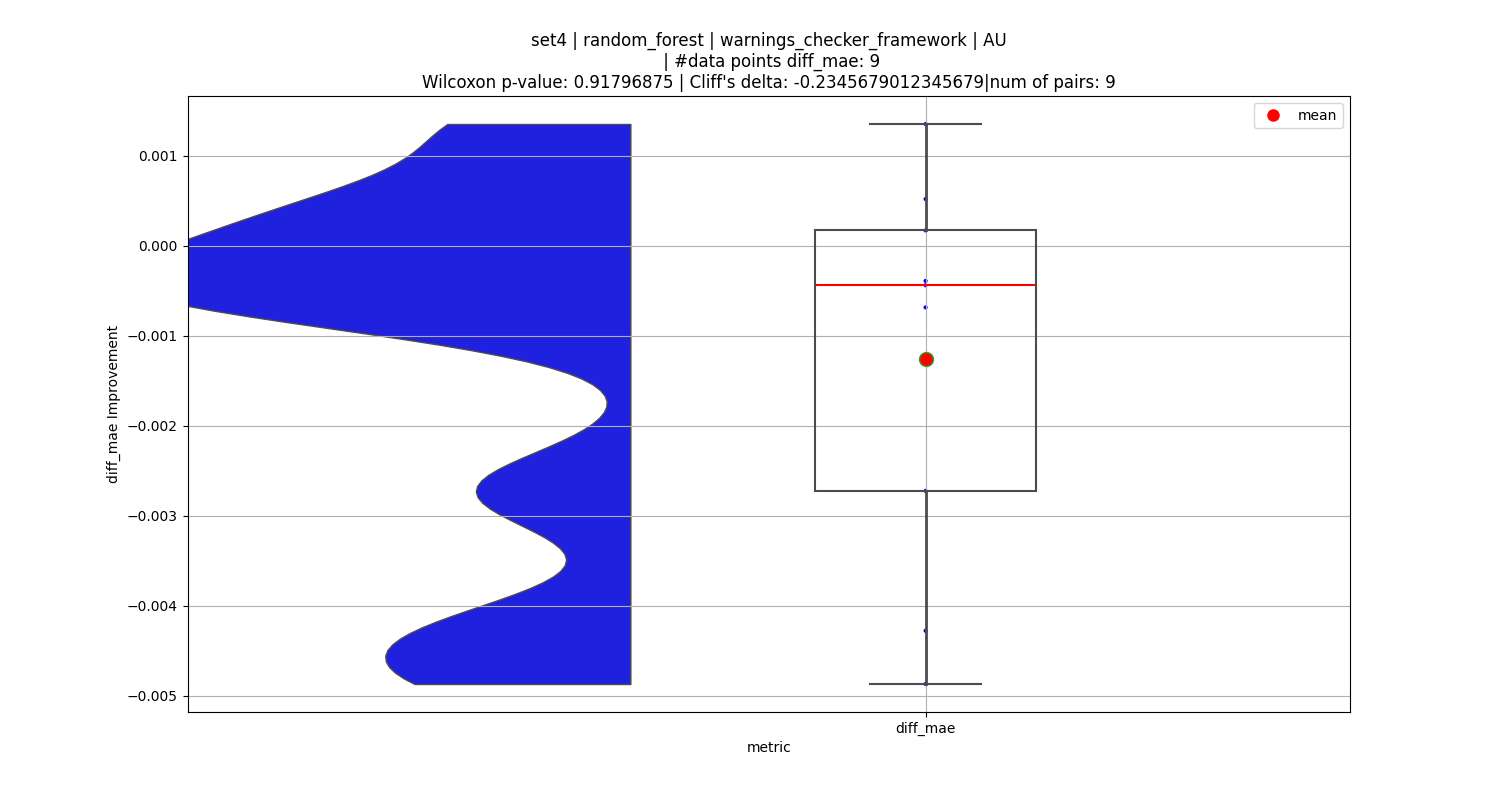 set4 | random_forest | warnings_checker_framework | AU
| #data points diff_mae: 9
Wilcoxon p-value: 0.91796875 | Cliff's delta: -0.2345679012345679|num of pairs: 9
mean
0.001
0.000
−0.001
−0.002
−0.003
−0.004
−0.005
diff_mae Improvement
diff_mae
metric